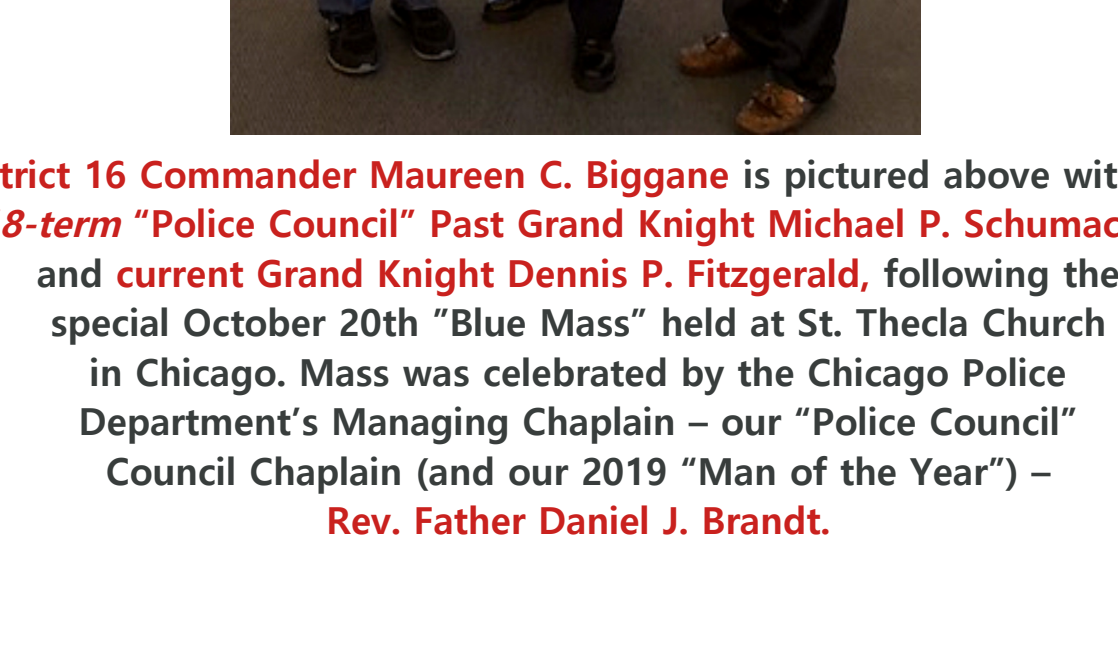 trict 16 Commander Maureen C. Biggane is pictured above wit
8-term “Police Council” Past Grand Knight Michael P. Schumac
and current Grand Knight Dennis P. Fitzgerald, following the
special October 20th ”Blue Mass” held at St. Thecla Church
in Chicago. Mass was celebrated by the Chicago Police
Department’s Managing Chaplain – our “Police Council”
Council Chaplain (and our 2019 “Man of the Year”) –
Rev. Father Daniel J. Brandt.